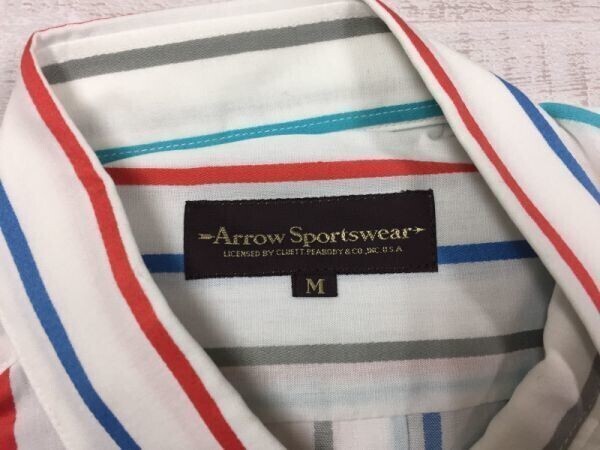 Arrow Sportswear
LICENSED BY CLUETT, PEABODY & CO., INC. U.S.A.
M